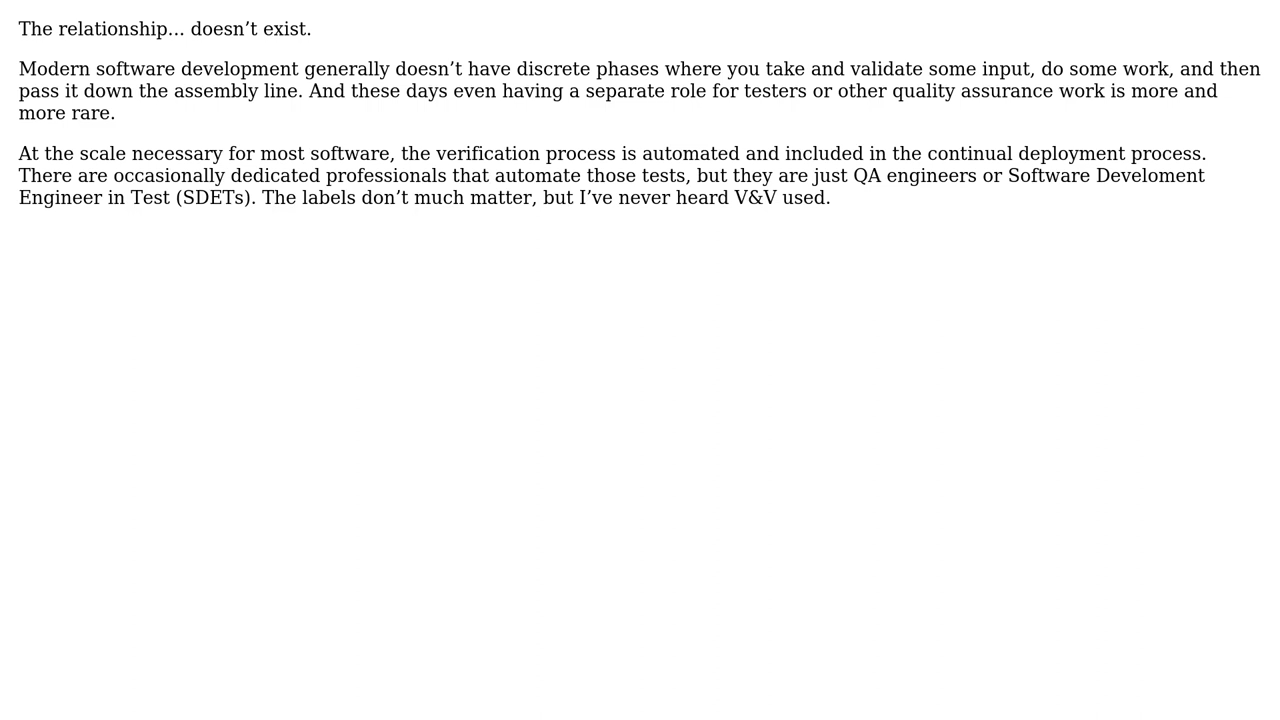 The relationship... doesn’t exist.
Modern software development generally doesn’t have discrete phases where you take and validate some input, do some work, and then
pass it down the assembly line. And these days even having a separate role for testers or other quality assurance work is more and
more rare.
At the scale necessary for most software, the verification process is automated and included in the continual deployment process.
There are occasionally dedicated professionals that automate those tests, but they are just QA engineers or Software Develoment
Engineer in Test (SDETs). The labels don’t much matter, but I’ve never heard V&V used.